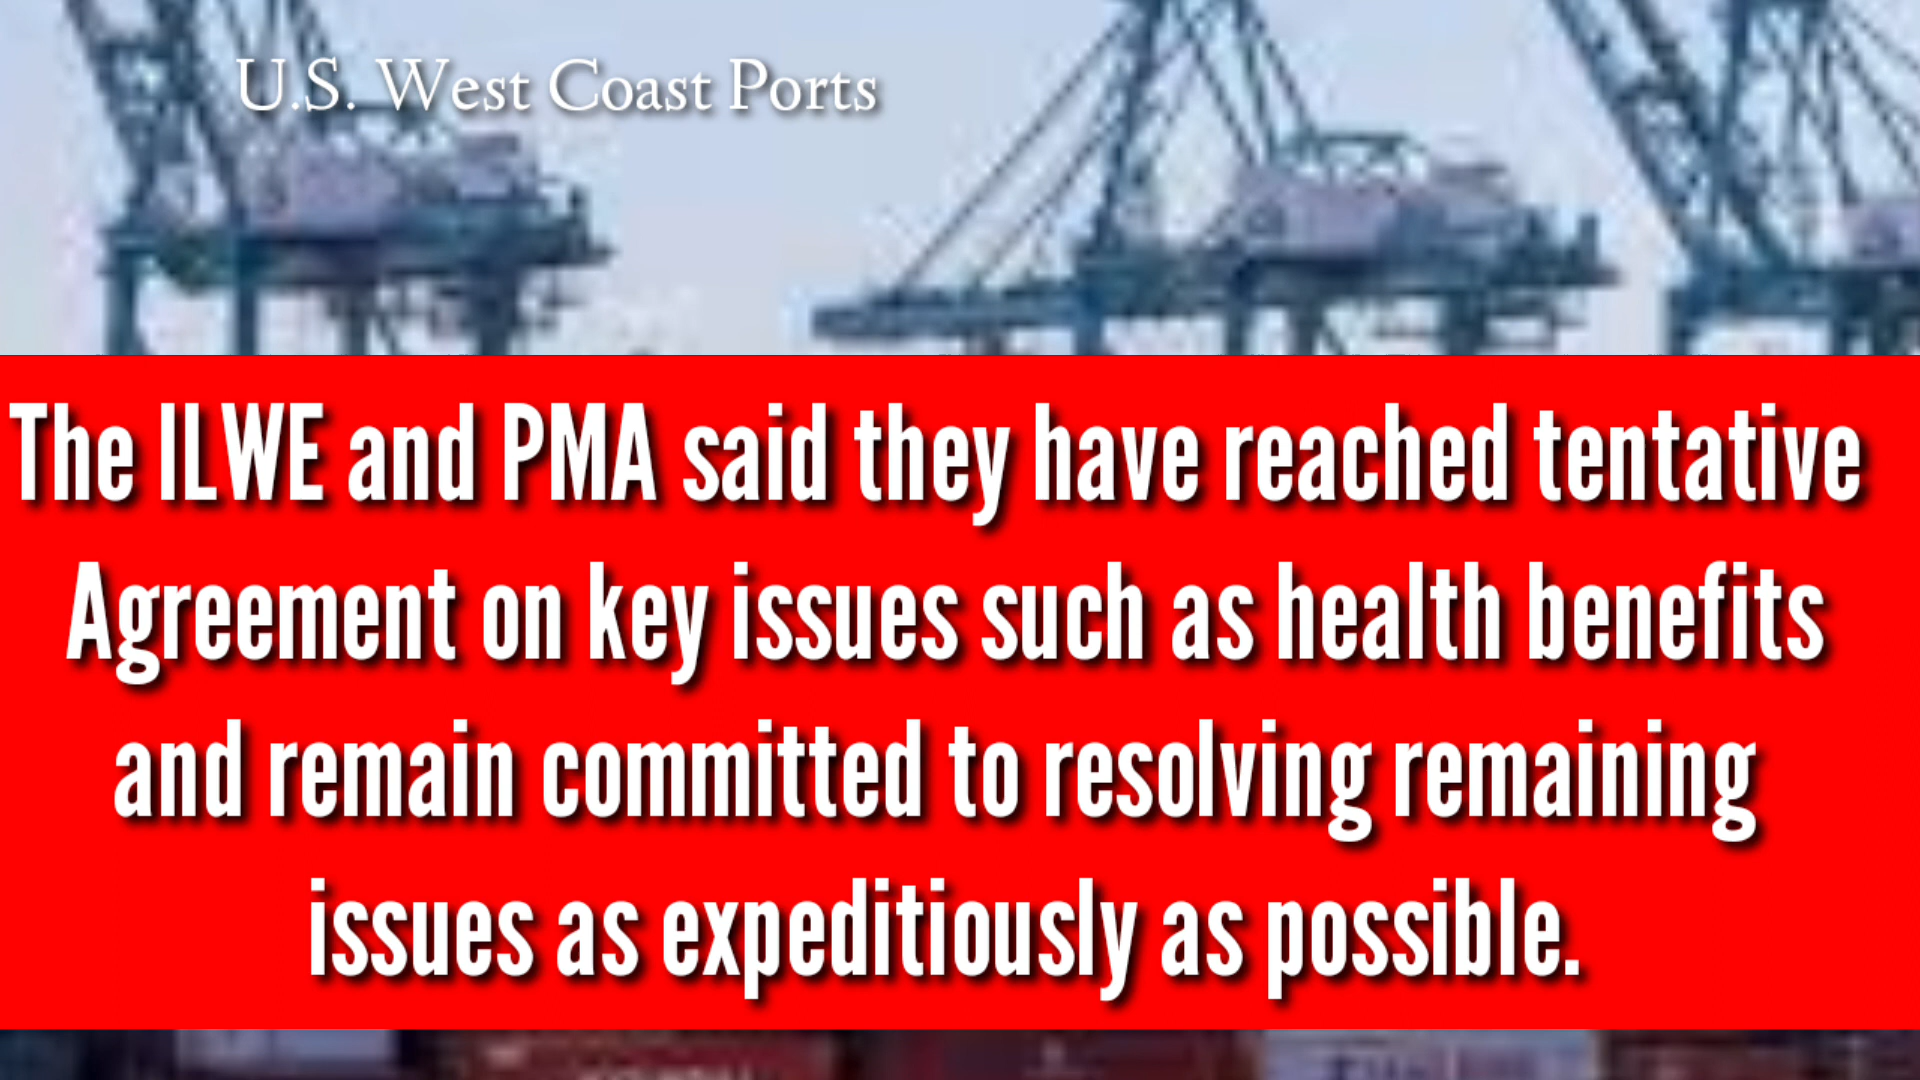 U.S. West Coast Ports
The ILWE and PMA said they have reached tentative
Agreement on key issues such as health benefits
and remain committed to resolving remaining
issues as expeditiously as possible.